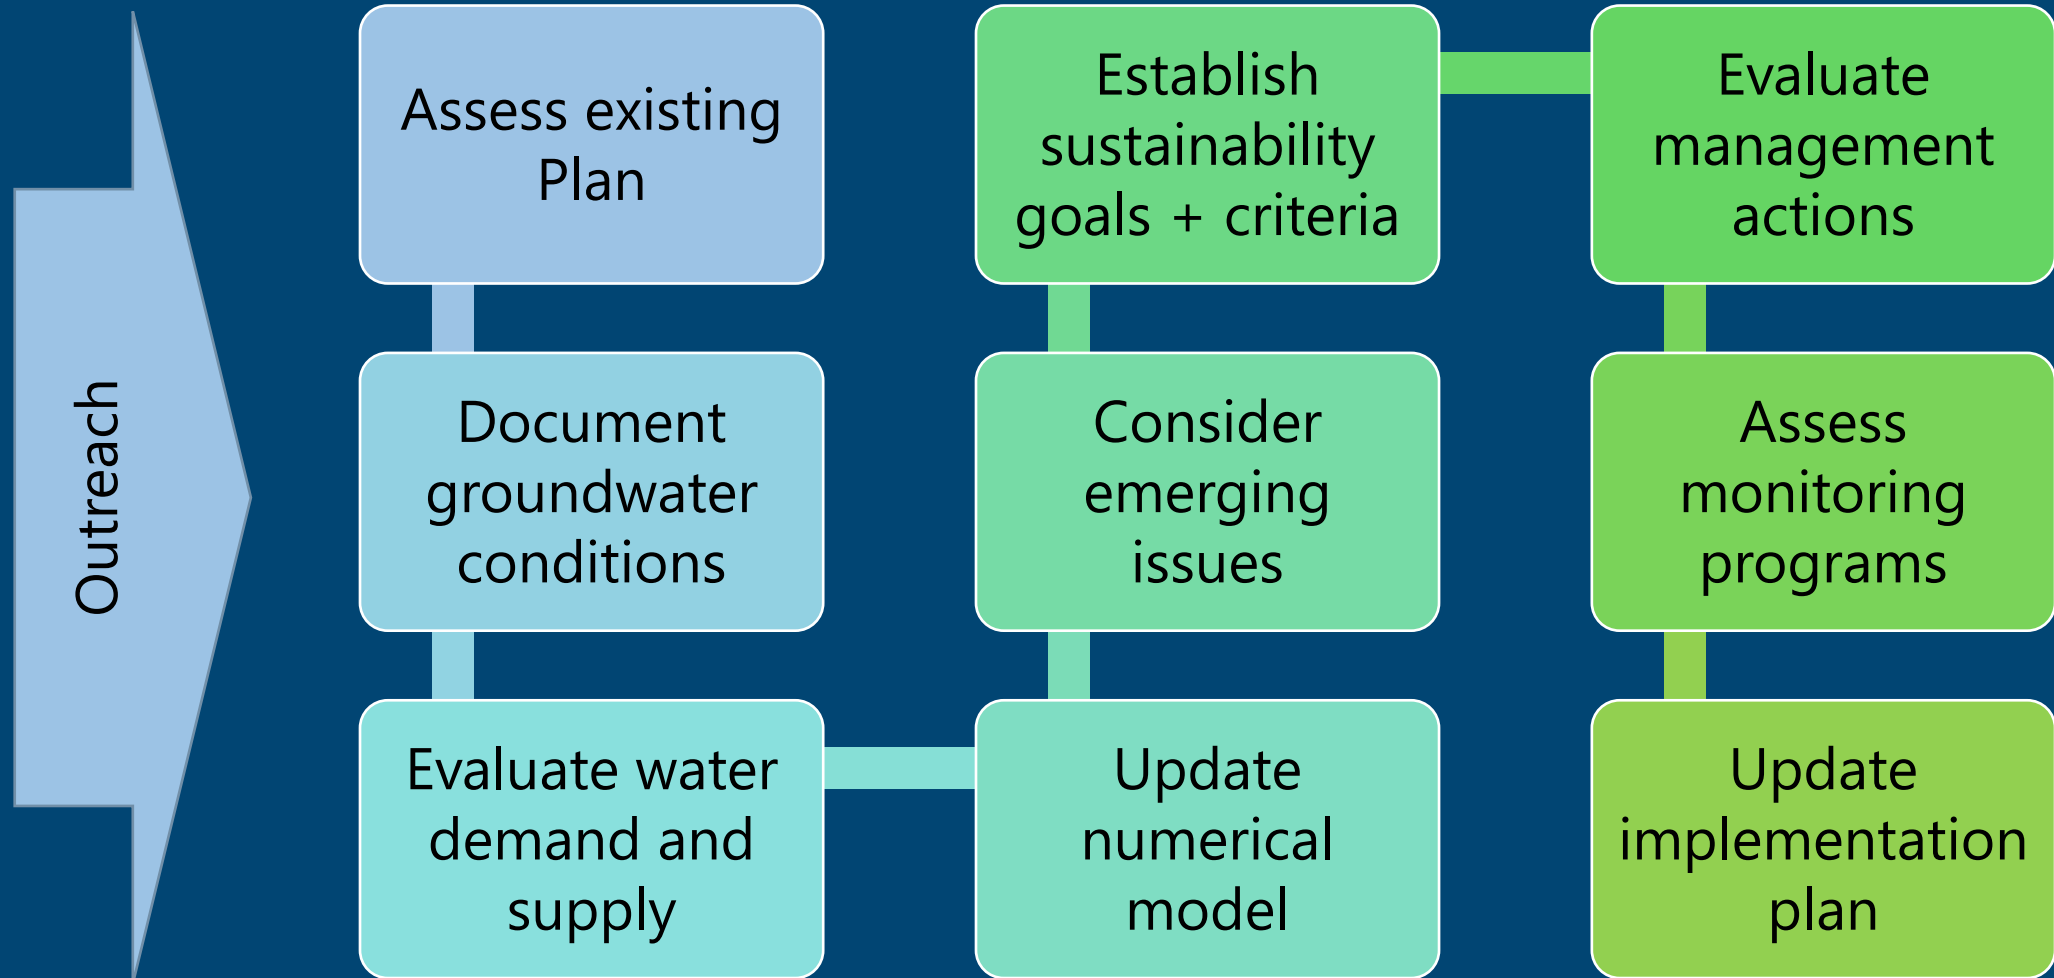 Outreach
Assess existing
Plan
Document
groundwater
conditions
Evaluate water
demand and
supply
Update
numerical
model
Consider
emerging
issues
Establish
sustainability
goals + criteria
Evaluate
management
actions
Assess
monitoring
programs
Update
implementation
plan